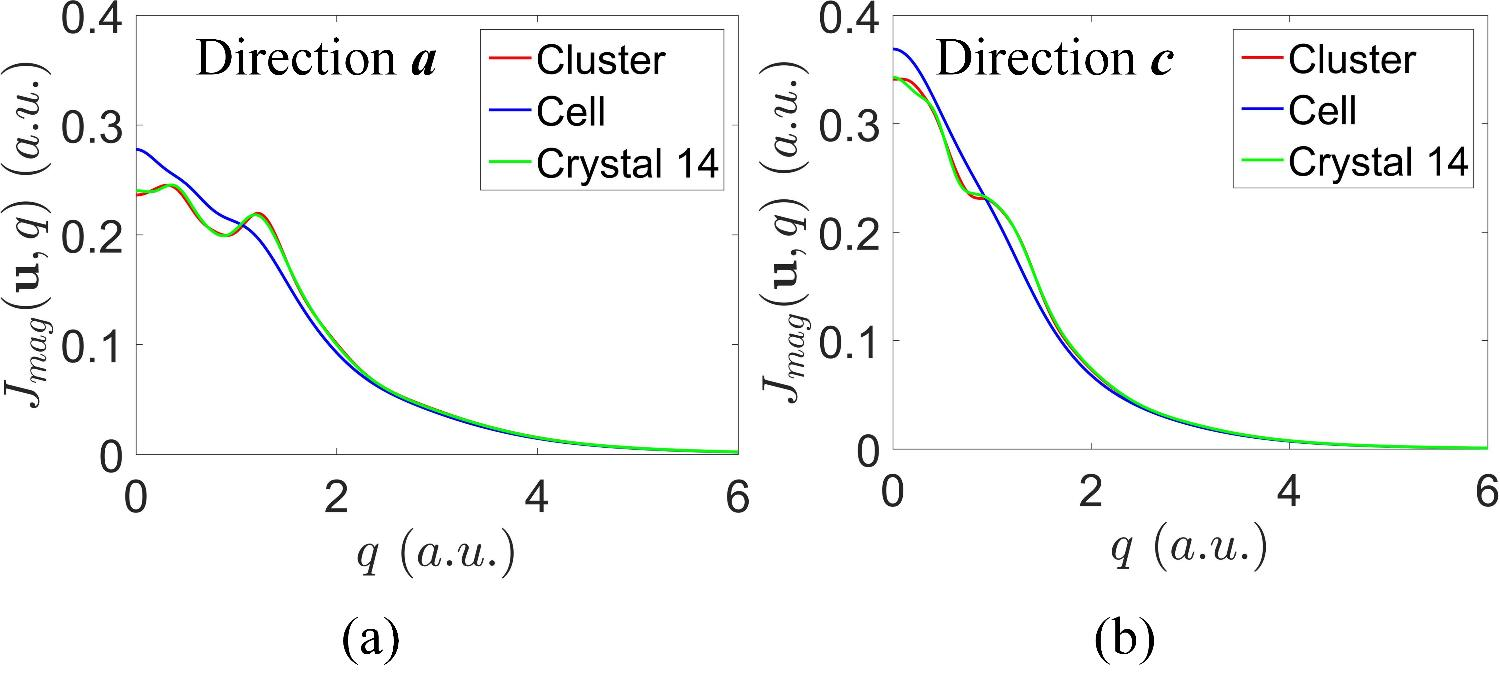 Direction a
Cluster
Cell
Crystal 14
0.4
0.3
0.2
0.1
0
0 2 4 6
J_mag(u, q) (a.u.)
q (a.u.)
(a)
Direction c
Cluster
Cell
Crystal 14
0.4
0.3
0.2
0.1
0
0 2 4 6
J_mag(u, q) (a.u.)
q (a.u.)
(b)